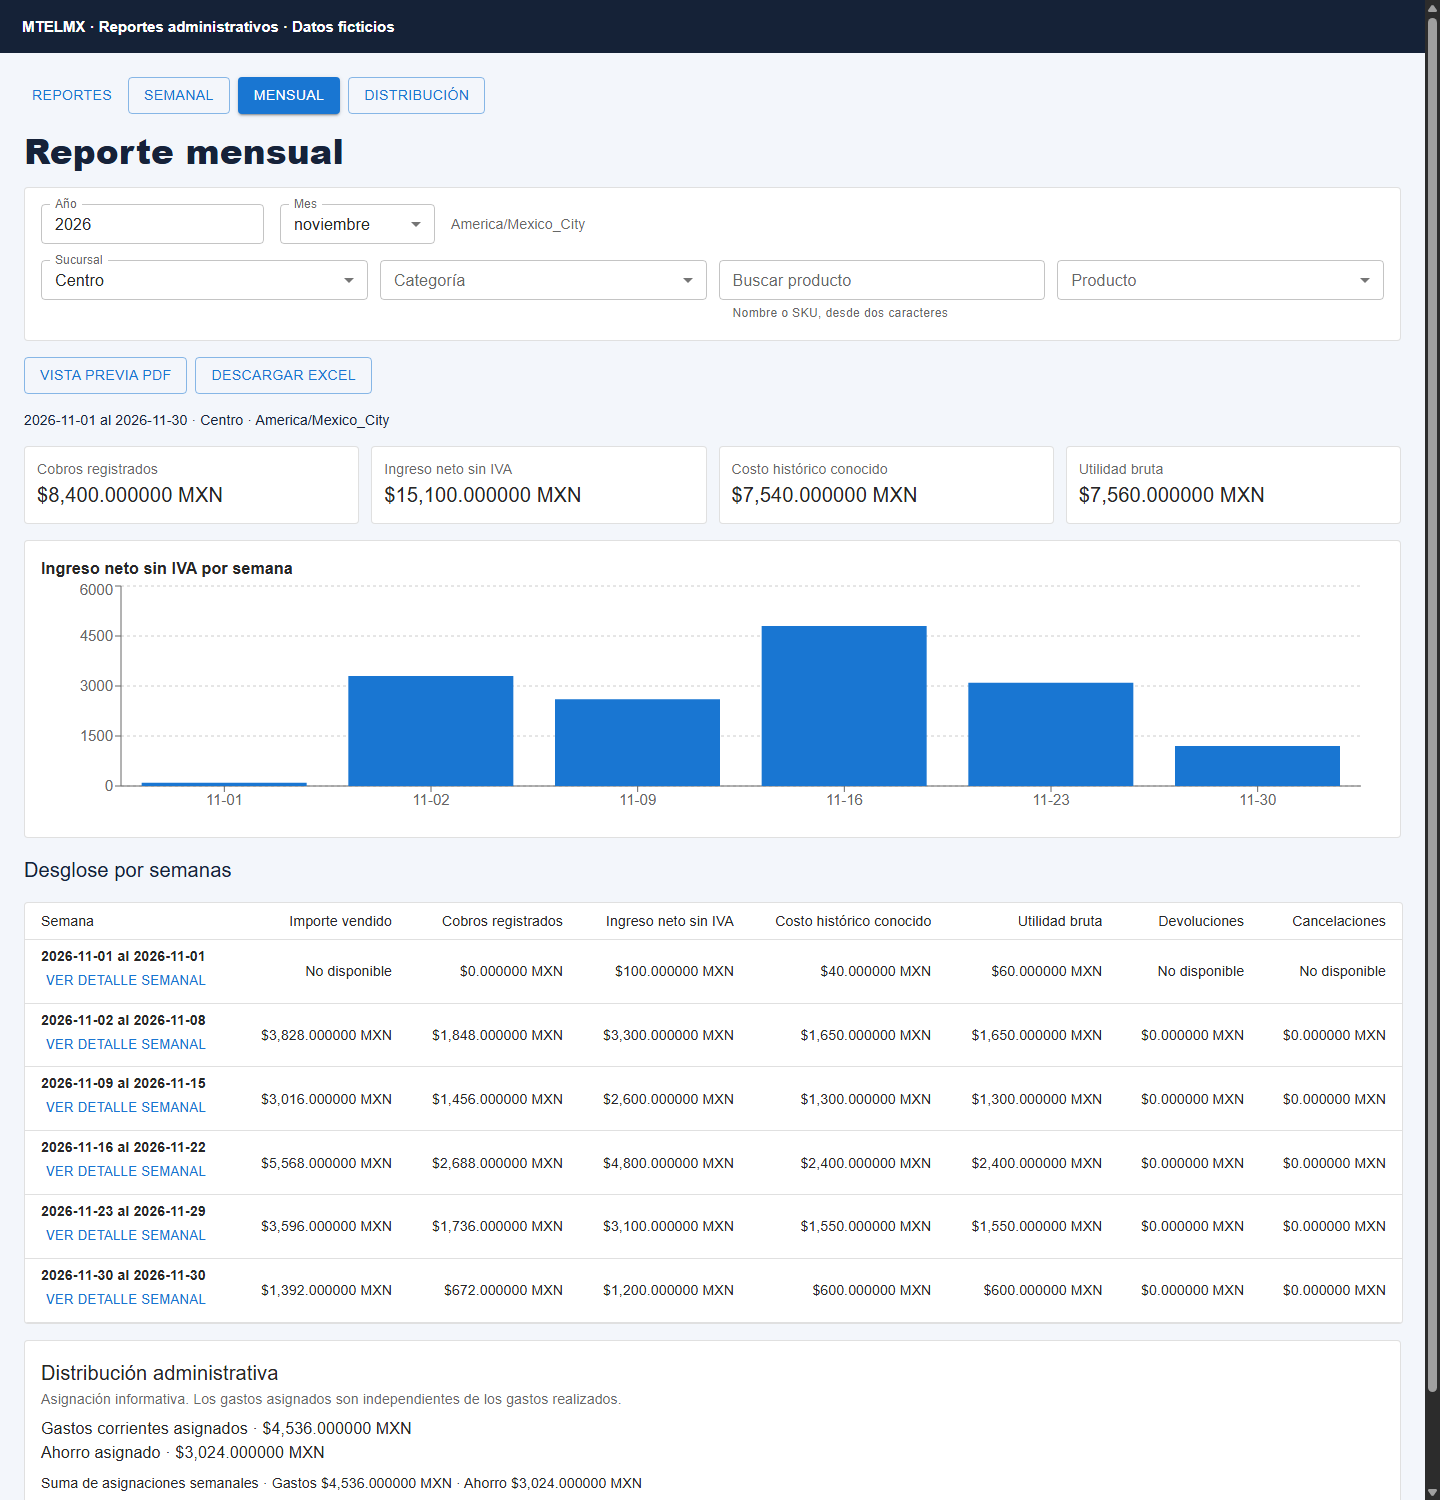 MTELMX · Reportes administrativos · Datos ficticios
REPORTES SEMANAL MENSUAL DISTRIBUCIÓN
Reporte mensual
Año Mes
2026 noviembre America/Mexico_City
Sucursal
Centro Categoría Buscar producto Producto
Nombre o SKU, desde dos caracteres
VISTA PREVIA PDF DESCARGAR EXCEL
2026-11-01 al 2026-11-30 · Centro · America/Mexico_City
Cobros registrados Ingreso neto sin IVA Costo histórico conocido Utilidad bruta
$8,400.000000 MXN $15,100.000000 MXN $7,540.000000 MXN $7,560.000000 MXN
Ingreso neto sin IVA por semana
6000
4500
3000
1500
0
11-01 11-02 11-09 11-16 11-23 11-30
Desglose por semanas
Semana Importe vendido Cobros registrados Ingreso neto sin IVA Costo histórico conocido Utilidad bruta Devoluciones Cancelaciones
2026-11-01 al 2026-11-01
VER DETALLE SEMANAL
No disponible $0.000000 MXN $100.000000 MXN $40.000000 MXN $60.000000 MXN No disponible No disponible
2026-11-02 al 2026-11-08
VER DETALLE SEMANAL
$3,828.000000 MXN $1,848.000000 MXN $3,300.000000 MXN $1,650.000000 MXN $1,650.000000 MXN $0.000000 MXN $0.000000 MXN
2026-11-09 al 2026-11-15
VER DETALLE SEMANAL
$3,016.000000 MXN $1,456.000000 MXN $2,600.000000 MXN $1,300.000000 MXN $1,300.000000 MXN $0.000000 MXN $0.000000 MXN
2026-11-16 al 2026-11-22
VER DETALLE SEMANAL
$5,568.000000 MXN $2,688.000000 MXN $4,800.000000 MXN $2,400.000000 MXN $2,400.000000 MXN $0.000000 MXN $0.000000 MXN
2026-11-23 al 2026-11-29
VER DETALLE SEMANAL
$3,596.000000 MXN $1,736.000000 MXN $3,100.000000 MXN $1,550.000000 MXN $1,550.000000 MXN $0.000000 MXN $0.000000 MXN
2026-11-30 al 2026-11-30
VER DETALLE SEMANAL
$1,392.000000 MXN $672.000000 MXN $1,200.000000 MXN $600.000000 MXN $600.000000 MXN $0.000000 MXN $0.000000 MXN
Distribución administrativa
Asignación informativa. Los gastos asignados son independientes de los gastos realizados.
Gastos corrientes asignados · $4,536.000000 MXN
Ahorro asignado · $3,024.000000 MXN
Suma de asignaciones semanales · Gastos $4,536.000000 MXN · Ahorro $3,024.000000 MXN